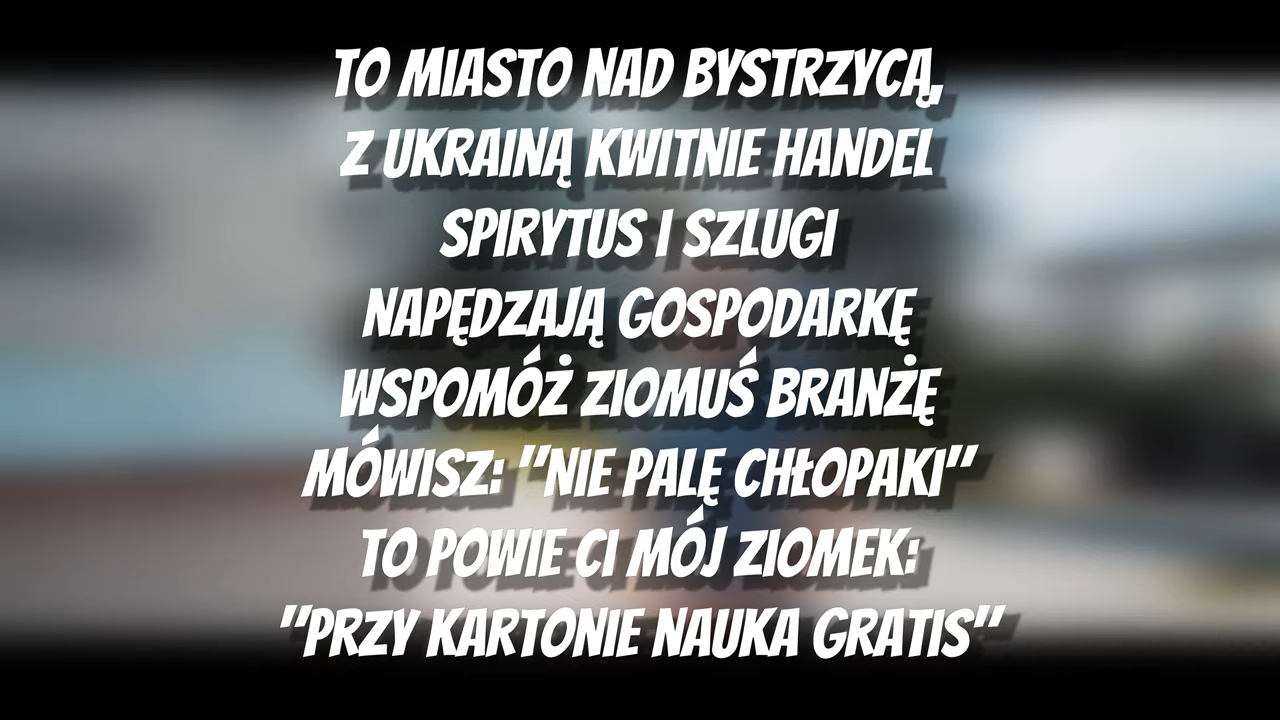 TO MIASTO NAD BYSTRZYCĄ,
Z UKRAINĄ KWITNIE HANDEL
SPIRYTUS I SZLUGI
NAPĘDZAJĄ GOSPODARKĘ
WSPOMÓŻ ZIOMUŚ BRANŻĘ
MÓWISZ: "NIE PALĘ CHŁOPAKI"
TO POWIE CI MÓJ ZIOMEK:
"PRZY KARTONIE NAUKA GRATIS"